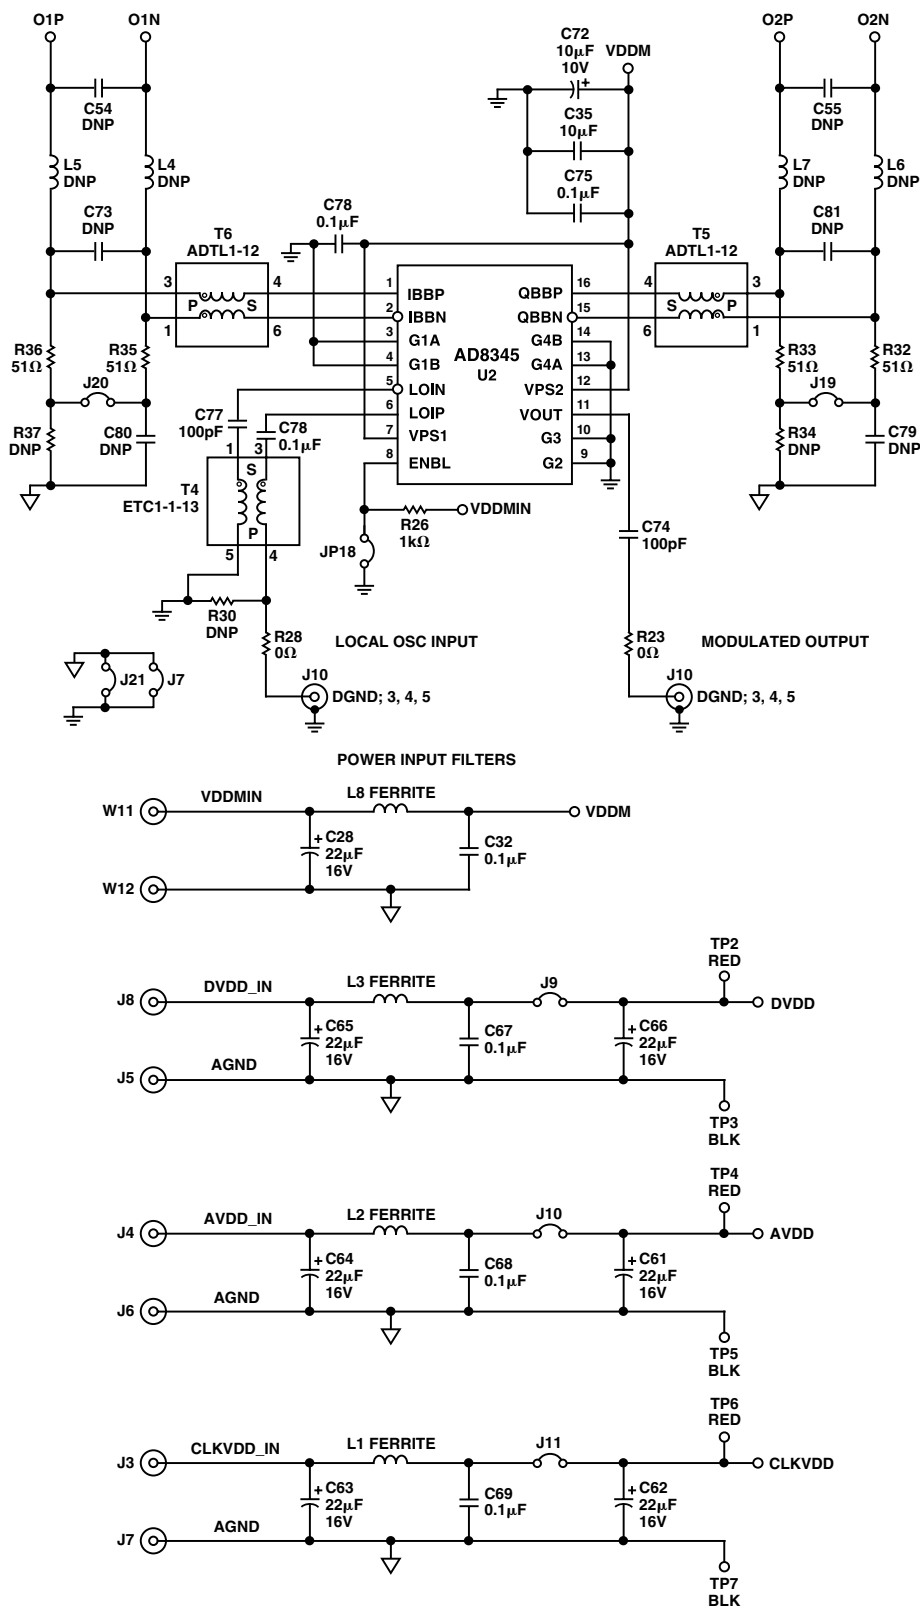 O1P
O1N
C54
DNP
L5
DNP
L4
DNP
C73
DNP
T6
ADTL1-12
3
4
P
S
1
6
R36
51Ω
R35
51Ω
J20
R37
DNP
C80
DNP
C72
10µF
10V
+
VDDM
C35
10µF
C75
0.1µF
C78
0.1µF
1
IBBP
2
IBBN
3
G1A
4
G1B
5
LOIN
6
LOIP
7
VPS1
8
ENBL
AD8345
U2
QBBP
16
QBBN
15
G4B
14
G4A
13
VPS2
12
VOUT
11
G3
10
G2
9
O2P
O2N
C55
DNP
L7
DNP
L6
DNP
C81
DNP
T5
ADTL1-12
4
3
S
P
6
1
R33
51Ω
R32
51Ω
J19
R34
DNP
C79
DNP
C77
100pF
C78
0.1µF
1
3
S
T4
ETC1-1-13
P
5
4
R30
DNP
R28
0Ω
LOCAL OSC INPUT
J10
DGND; 3, 4, 5
R26
1kΩ
VDDMIN
JP18
C74
100pF
R23
0Ω
MODULATED OUTPUT
J10
DGND; 3, 4, 5
J21
J7
POWER INPUT FILTERS
W11
VDDMIN
L8 FERRITE
VDDM
+
C28
22µF
16V
C32
0.1µF
W12
TP2
RED
J8
DVDD_IN
L3 FERRITE
J9
DVDD
+
C65
22µF
16V
C67
0.1µF
+
C66
22µF
16V
J5
AGND
TP3
BLK
TP4
RED
J4
AVDD_IN
L2 FERRITE
J10
AVDD
+
C64
22µF
16V
C68
0.1µF
+
C61
22µF
16V
J6
AGND
TP5
BLK
TP6
RED
J3
CLKVDD_IN
L1 FERRITE
J11
CLKVDD
+
C63
22µF
16V
C69
0.1µF
+
C62
22µF
16V
J7
AGND
TP7
BLK